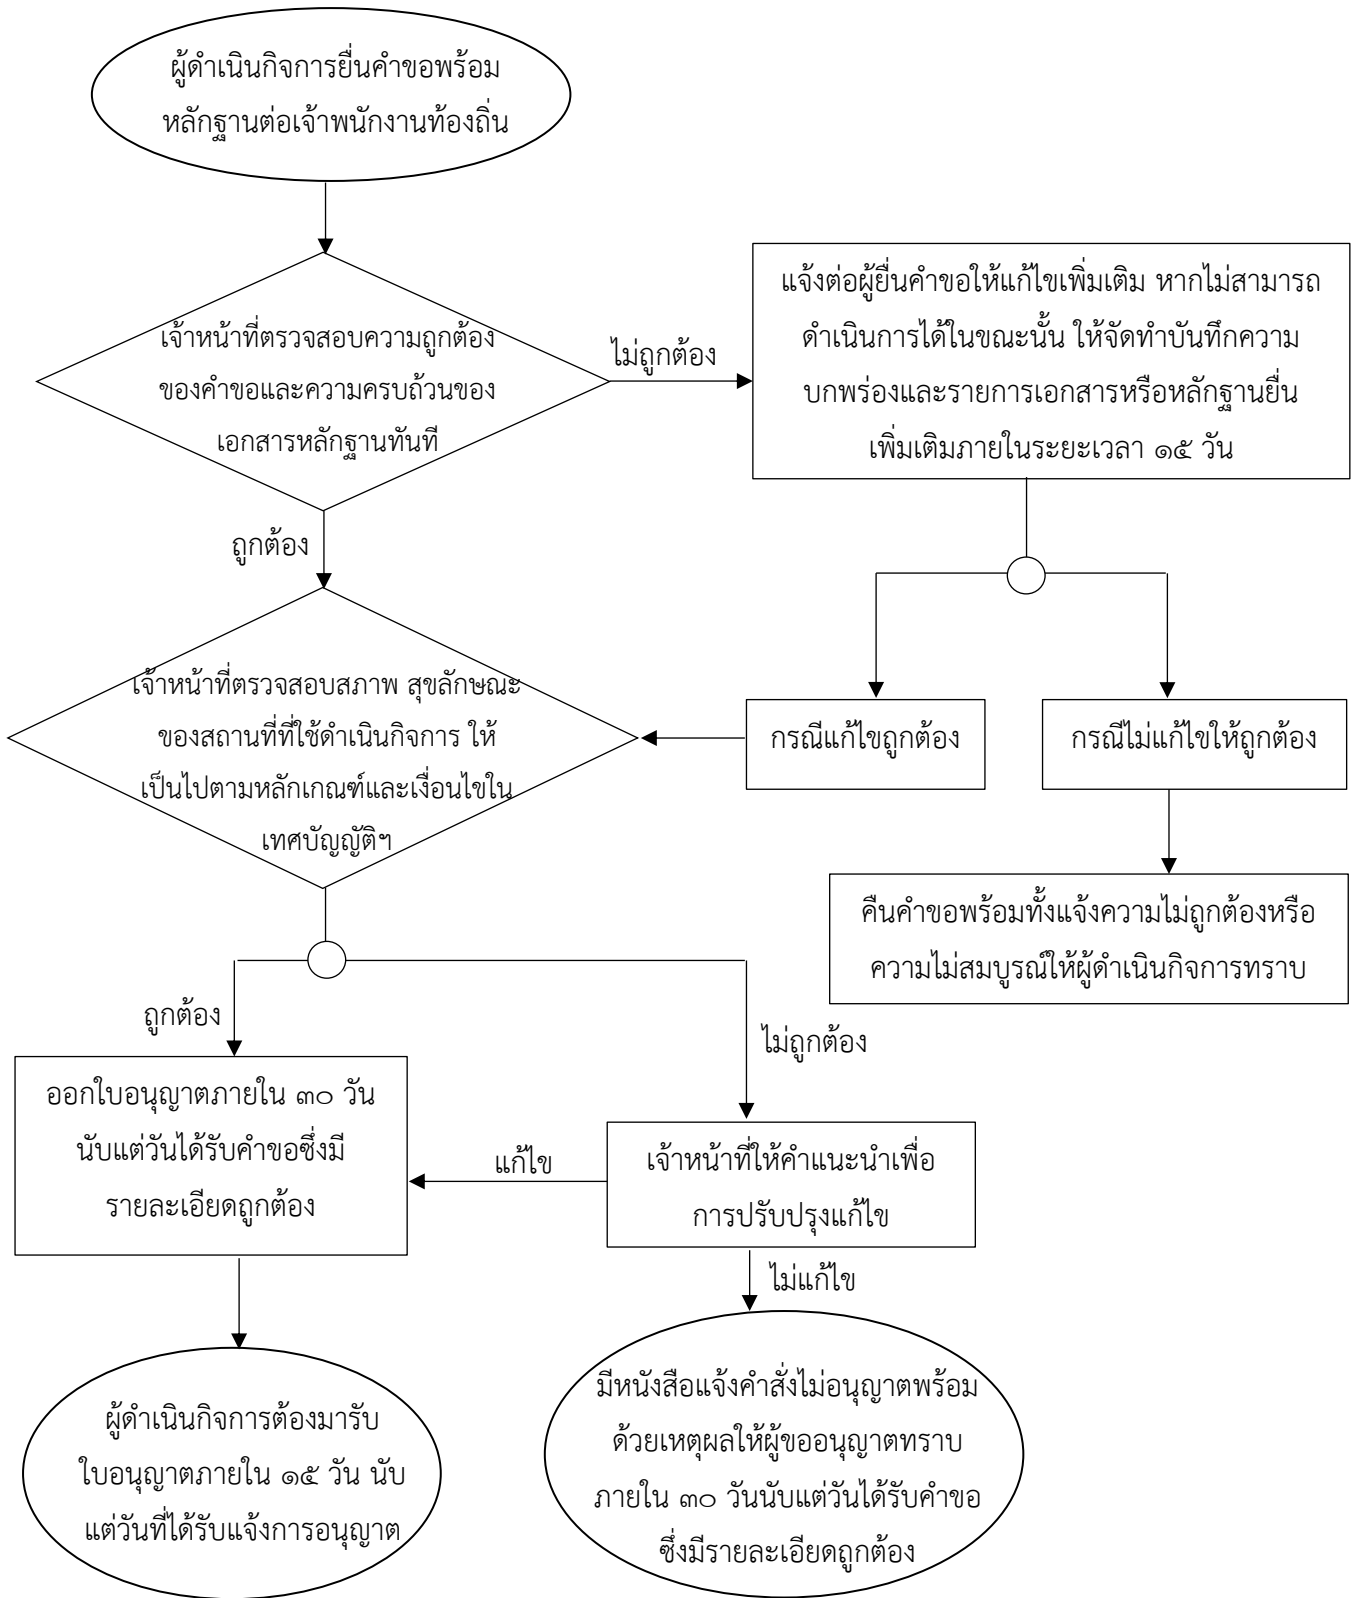 ผู้ดำเนินกิจการยื่นคำขอพร้อม
หลักฐานต่อเจ้าพนักงานท้องถิ่น
เจ้าหน้าที่ตรวจสอบความถูกต้อง
ของคำขอและความครบถ้วนของ
เอกสารหลักฐานทันที
ไม่ถูกต้อง
แจ้งต่อผู้ยื่นคำขอให้แก้ไขเพิ่มเติม หากไม่สามารถ
ดำเนินการได้ในขณะนั้น ให้จัดทำบันทึกความ
บกพร่องและรายการเอกสารหรือหลักฐานยื่น
เพิ่มเติมภายในระยะเวลา ๑๕ วัน
ถูกต้อง
เจ้าหน้าที่ตรวจสอบสภาพ สุขลักษณะ
ของสถานที่ที่ใช้ดำเนินกิจการ ให้
เป็นไปตามหลักเกณฑ์และเงื่อนไขใน
เทศบัญญัติฯ
กรณีแก้ไขถูกต้อง
กรณีไม่แก้ไขให้ถูกต้อง
คืนคำขอพร้อมทั้งแจ้งความไม่ถูกต้องหรือ
ความไม่สมบูรณ์ให้ผู้ดำเนินกิจการทราบ
ถูกต้อง
ไม่ถูกต้อง
ออกใบอนุญาตภายใน ๓๐ วัน
นับแต่วันได้รับคำขอซึ่งมี
รายละเอียดถูกต้อง
แก้ไข
เจ้าหน้าที่ให้คำแนะนำเพื่อ
การปรับปรุงแก้ไข
ไม่แก้ไข
ผู้ดำเนินกิจการต้องมารับ
ใบอนุญาตภายใน ๑๕ วัน นับ
แต่วันที่ได้รับแจ้งการอนุญาต
มีหนังสือแจ้งคำสั่งไม่อนุญาตพร้อม
ด้วยเหตุผลให้ผู้ขออนุญาตทราบ
ภายใน ๓๐ วันนับแต่วันได้รับคำขอ
ซึ่งมีรายละเอียดถูกต้อง